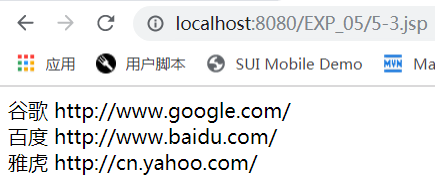 localhost:8080/EXP_05/5-3.jsp
应用 用户脚本 SUI Mobile Demo MVN Ma
谷歌 http://www.google.com/
百度 http://www.baidu.com/
雅虎 http://cn.yahoo.com/